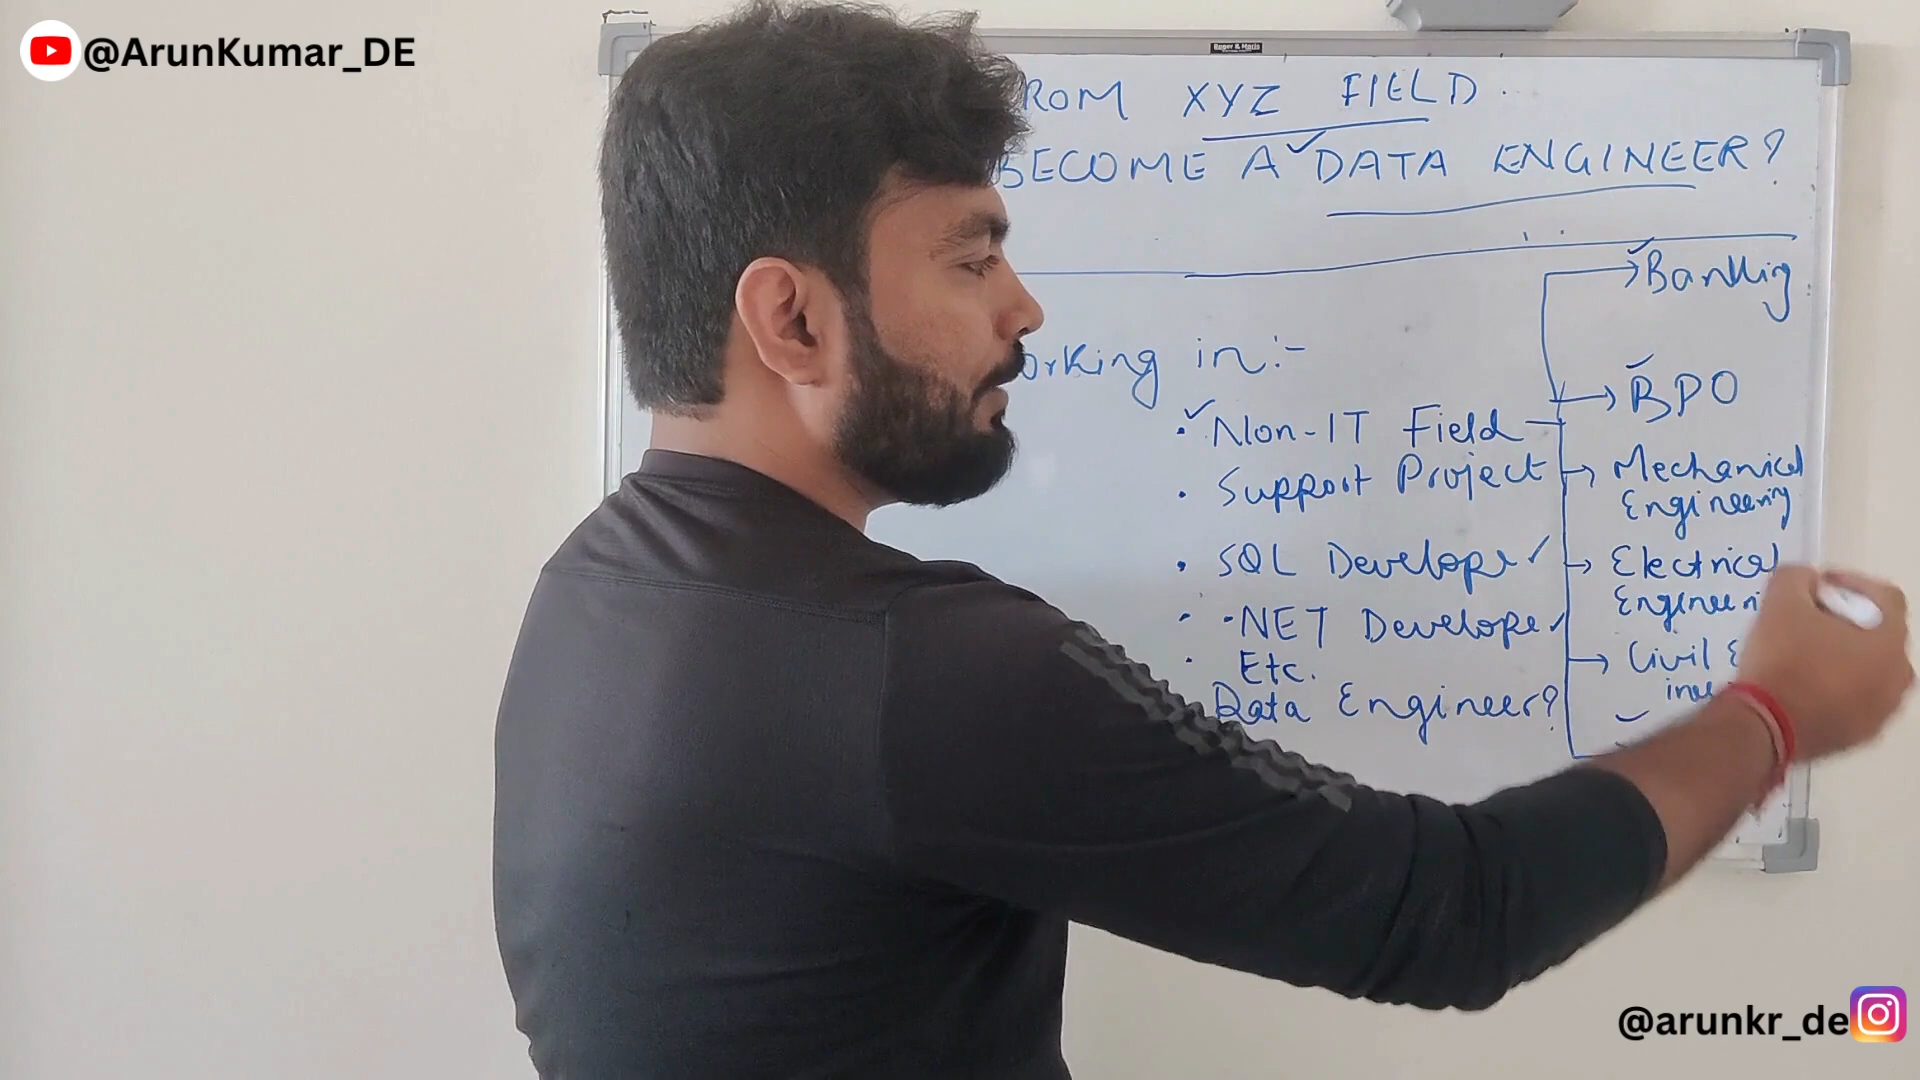 @ArunKumar_DE
ROM XYZ FIELD
BECOME A DATA ENGINEER?
orking in:-
Non-IT Field
Support Project
SQL Developer
.NET Developer
Etc.
Data Engineer?
Banking
BPO
Mechanical
Engineering
Electrical
Engineeri
Civil E
inee
@arunkr_de